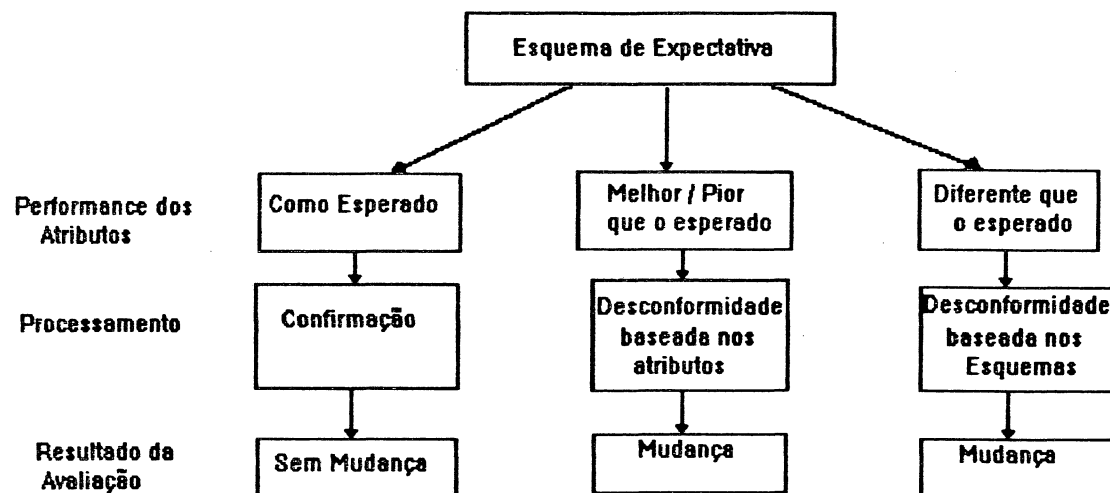 Esquema de Expectativa
Performance dos
Atributos
Como Esperado
Melhor / Pior
que o esperado
Diferente que
o esperado
Processamento
Confirmação
Desconformidade
baseada nos
atributos
Desconformidade
baseada nos
Esquemas
Resultado da
Avaliação
Sem Mudança
Mudança
Mudança